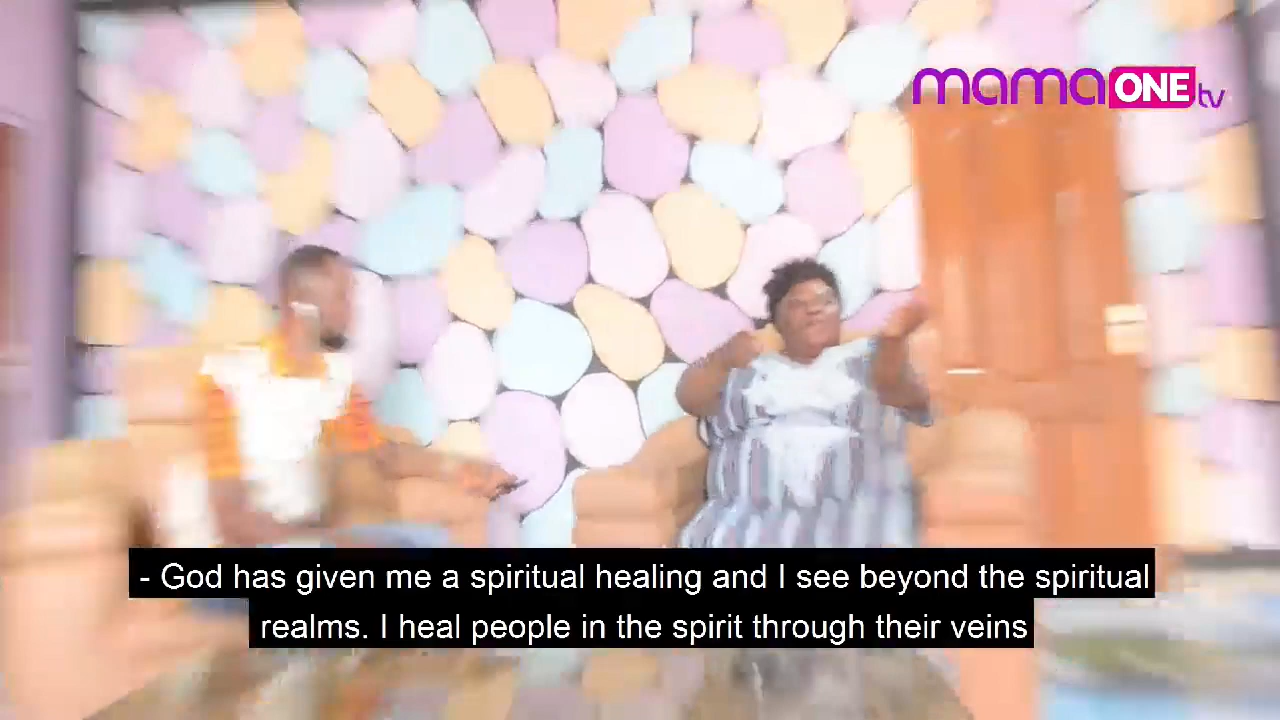 mamaONEtv
- God has given me a spiritual healing and I see beyond the spiritual
realms. I heal people in the spirit through their veins